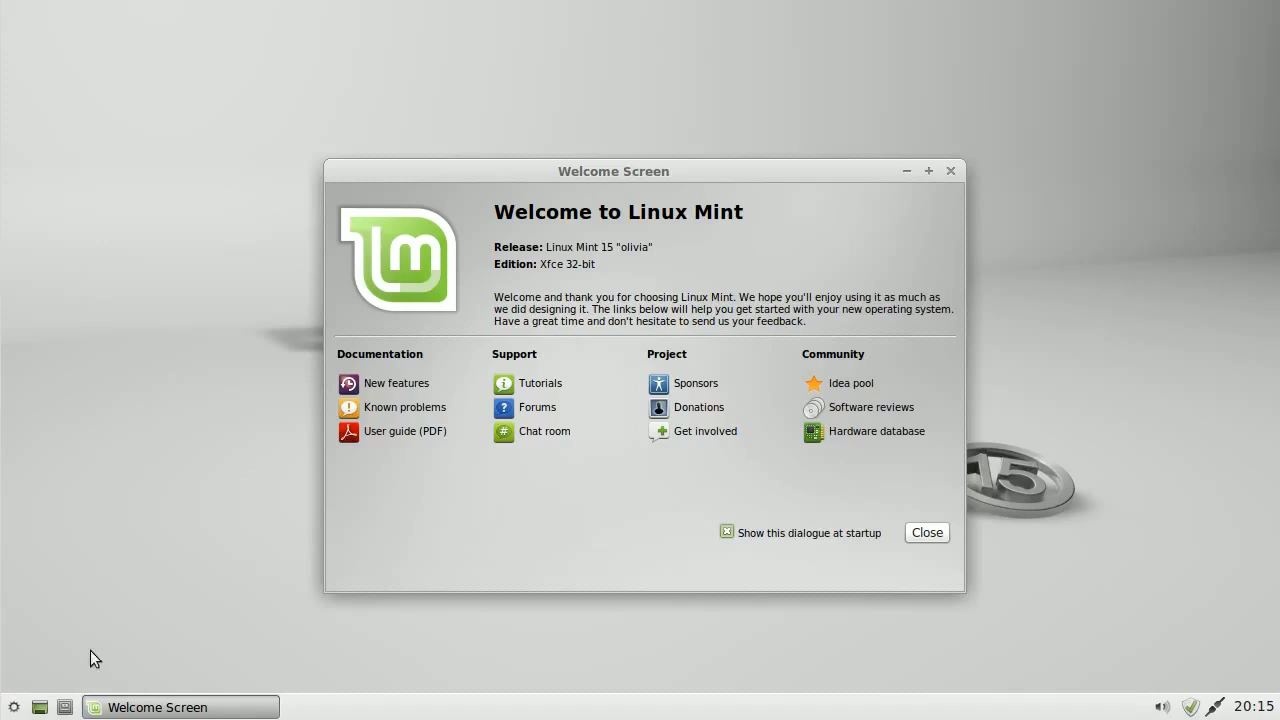 Welcome Screen
Welcome to Linux Mint
Release: Linux Mint 15 "olivia"
Edition: Xfce 32-bit
Welcome and thank you for choosing Linux Mint. We hope you'll enjoy using it as much as
we did designing it. The links below will help you get started with your new operating system.
Have a great time and don't hesitate to send us your feedback.
Documentation Support Project Community
New features Tutorials Sponsors Idea pool
Known problems Forums Donations Software reviews
User guide (PDF) Chat room Get involved Hardware database
15
Show this dialogue at startup Close
Welcome Screen 20:15